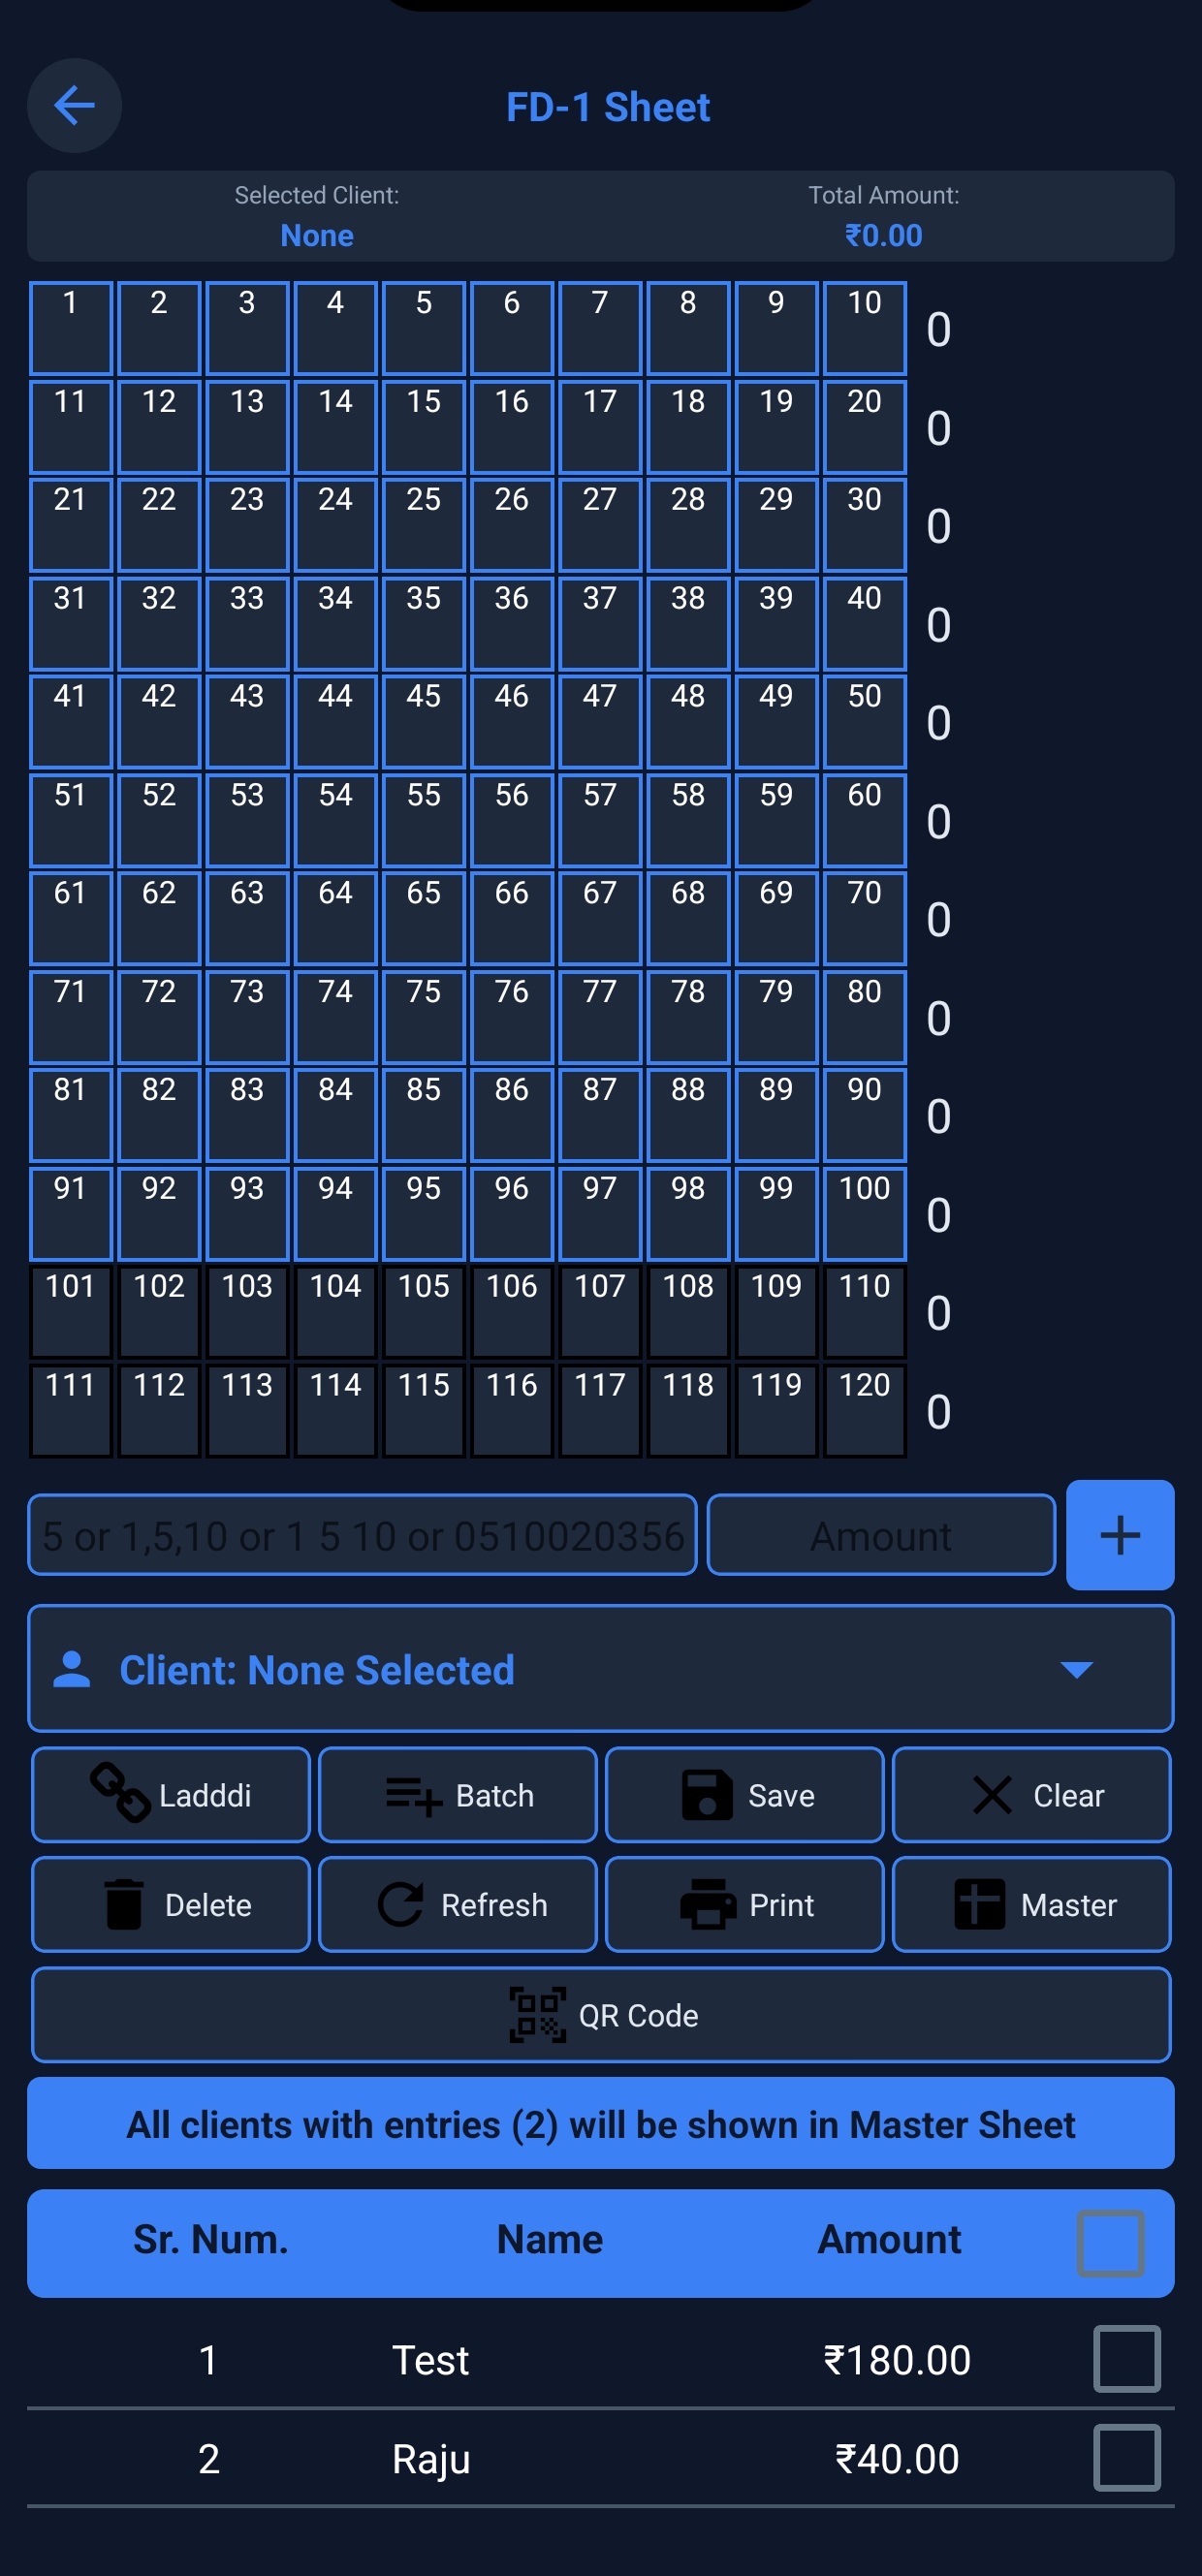 FD-1 Sheet
Selected Client: Total Amount:
None ₹0.00
1 2 3 4 5 6 7 8 9 10 0
11 12 13 14 15 16 17 18 19 20 0
21 22 23 24 25 26 27 28 29 30 0
31 32 33 34 35 36 37 38 39 40 0
41 42 43 44 45 46 47 48 49 50 0
51 52 53 54 55 56 57 58 59 60 0
61 62 63 64 65 66 67 68 69 70 0
71 72 73 74 75 76 77 78 79 80 0
81 82 83 84 85 86 87 88 89 90 0
91 92 93 94 95 96 97 98 99 100 0
101 102 103 104 105 106 107 108 109 110 0
111 112 113 114 115 116 117 118 119 120 0
5 or 1,5,10 or 1 5 10 or 0510020356 Amount
Client: None Selected
Ladddi Batch Save Clear
Delete Refresh Print Master
QR Code
All clients with entries (2) will be shown in Master Sheet
Sr. Num. Name Amount
1 Test ₹180.00
2 Raju ₹40.00